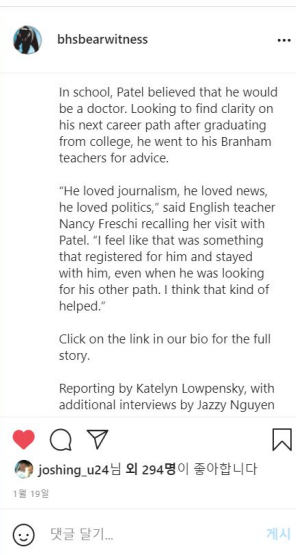 bhsbearwitness
In school, Patel believed that he would
be a doctor. Looking to find clarity on
his next career path after graduating
from college, he went to his Branham
teachers for advice.
“He loved journalism, he loved news,
he loved politics,” said English teacher
Nancy Freschi recalling her visit with
Patel. “I feel like that was something
that registered for him and stayed
with him, even when he was looking
for his other path. I think that kind of
helped.”
Click on the link in our bio for the full
story.
Reporting by Katelyn Lowpensky, with
additional interviews by Jazzy Nguyen
joshing_u24님 외 294명이 좋아합니다
1월 19일
댓글 달기...
게시